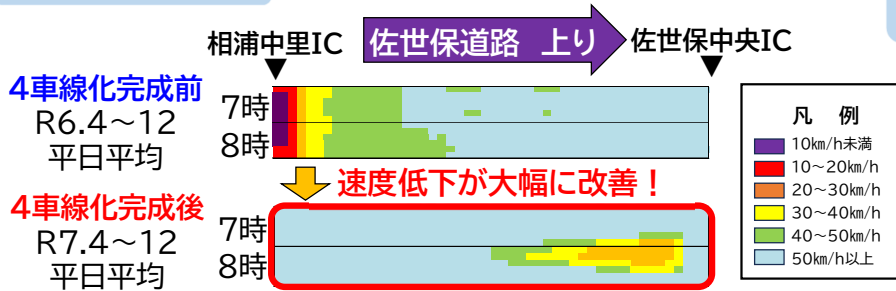 相浦中里IC
佐世保道路 上り
佐世保中央IC
4車線化完成前
R6.4～12
平日平均
7時
8時
速度低下が大幅に改善！
4車線化完成後
R7.4～12
平日平均
7時
8時
凡 例
10㎞/h未満
10～20㎞/h
20～30㎞/h
30～40㎞/h
40～50㎞/h
50㎞/h以上